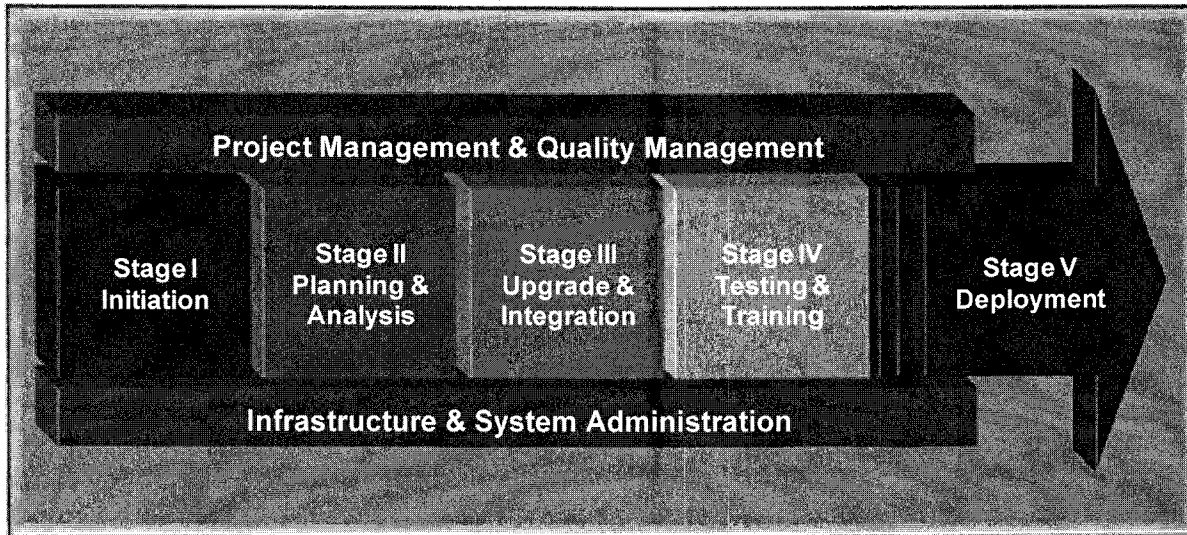 Project Management & Quality Management
Stage I
Initiation
Stage II
Planning &
Analysis
Stage III
Upgrade &
Integration
Stage IV
Testing &
Training
Stage V
Deployment
Infrastructure & System Administration